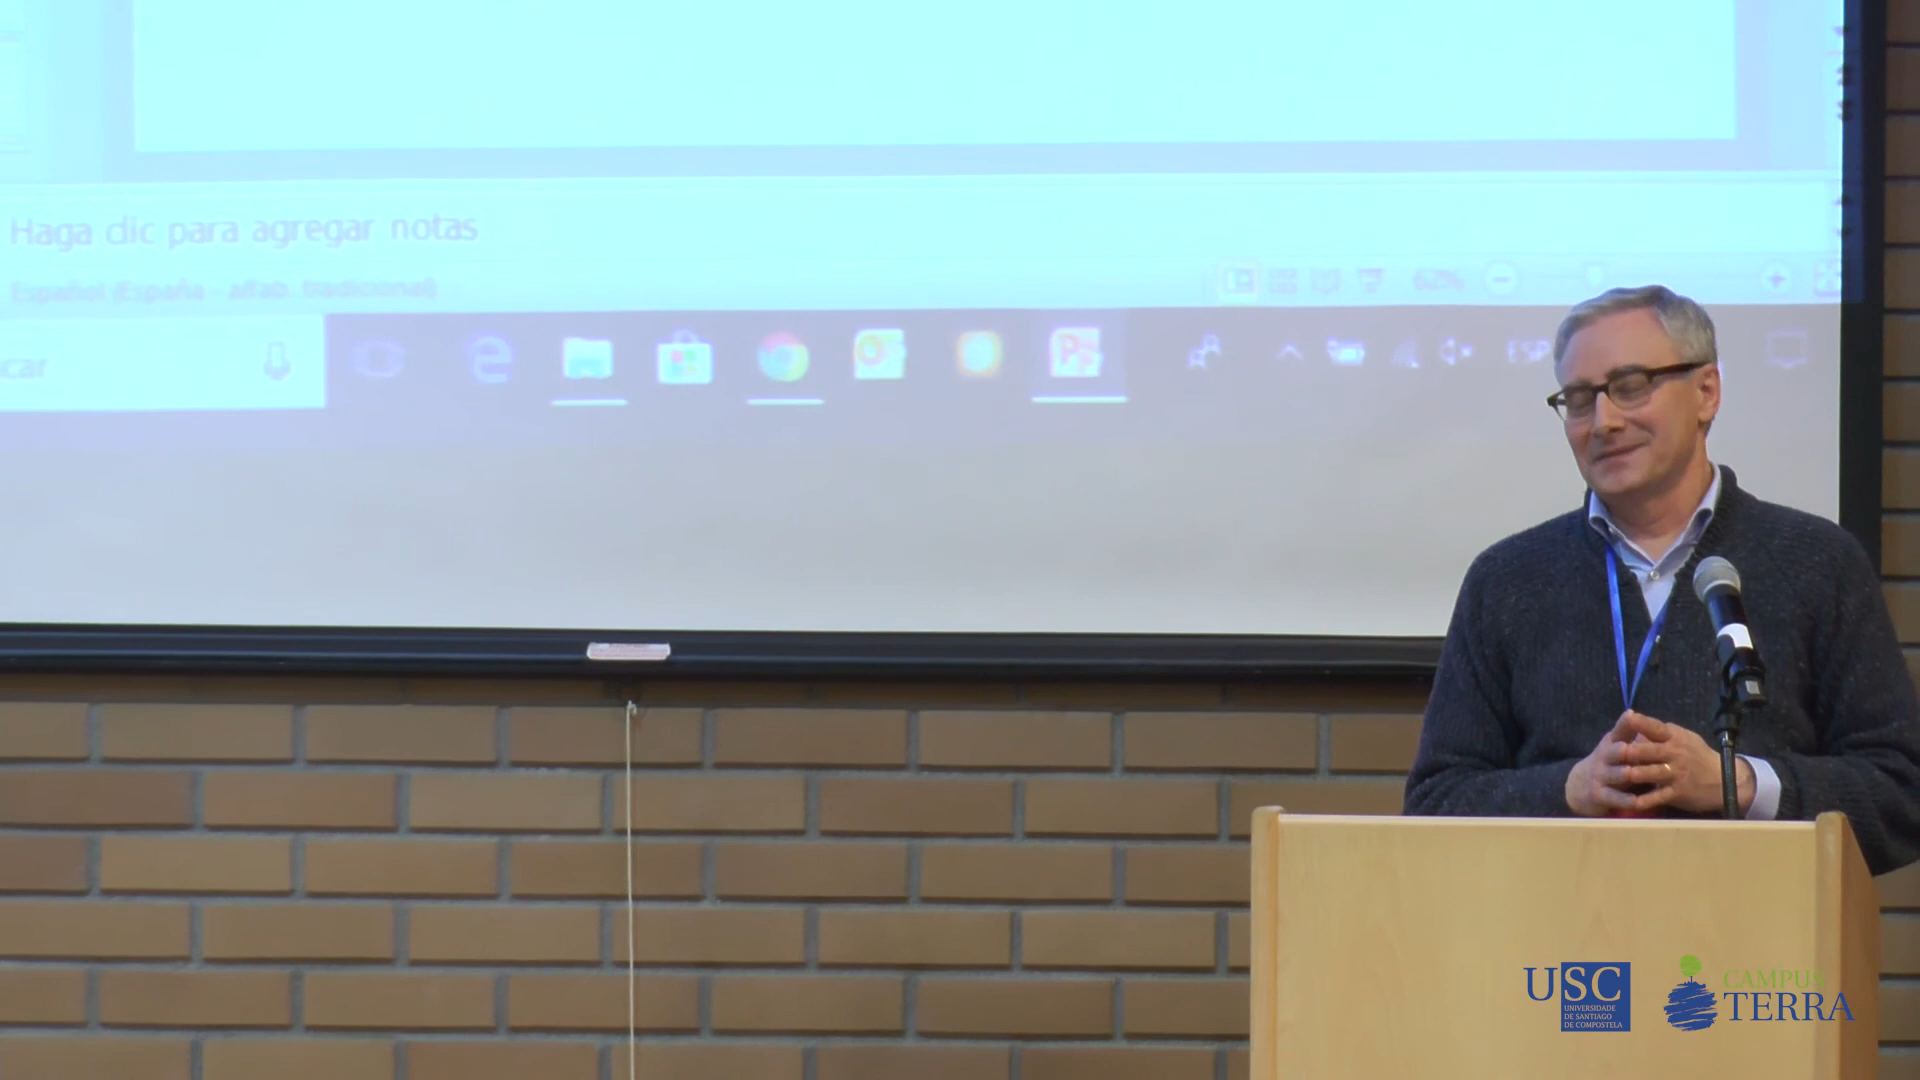 Haga clic para agregar notas
Español (España - alfab. tradicional)
62%
car
ESP
USC
UNIVERSIDADE
DE SANTIAGO
DE COMPOSTELA
CAMPUS
TERRA